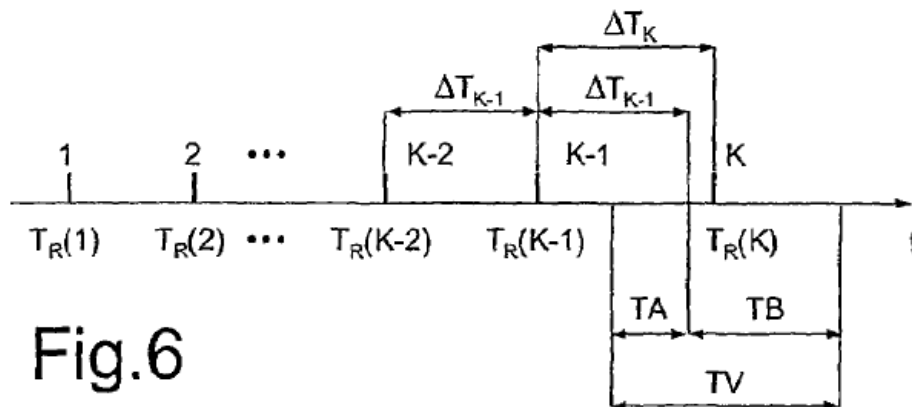 ΔT_K
ΔT_K-1 ΔT_K-1
1 2 ••• K-2 K-1 K
T_R(1) T_R(2) ••• T_R(K-2) T_R(K-1) T_R(K)
TA TB
Fig.6
TV